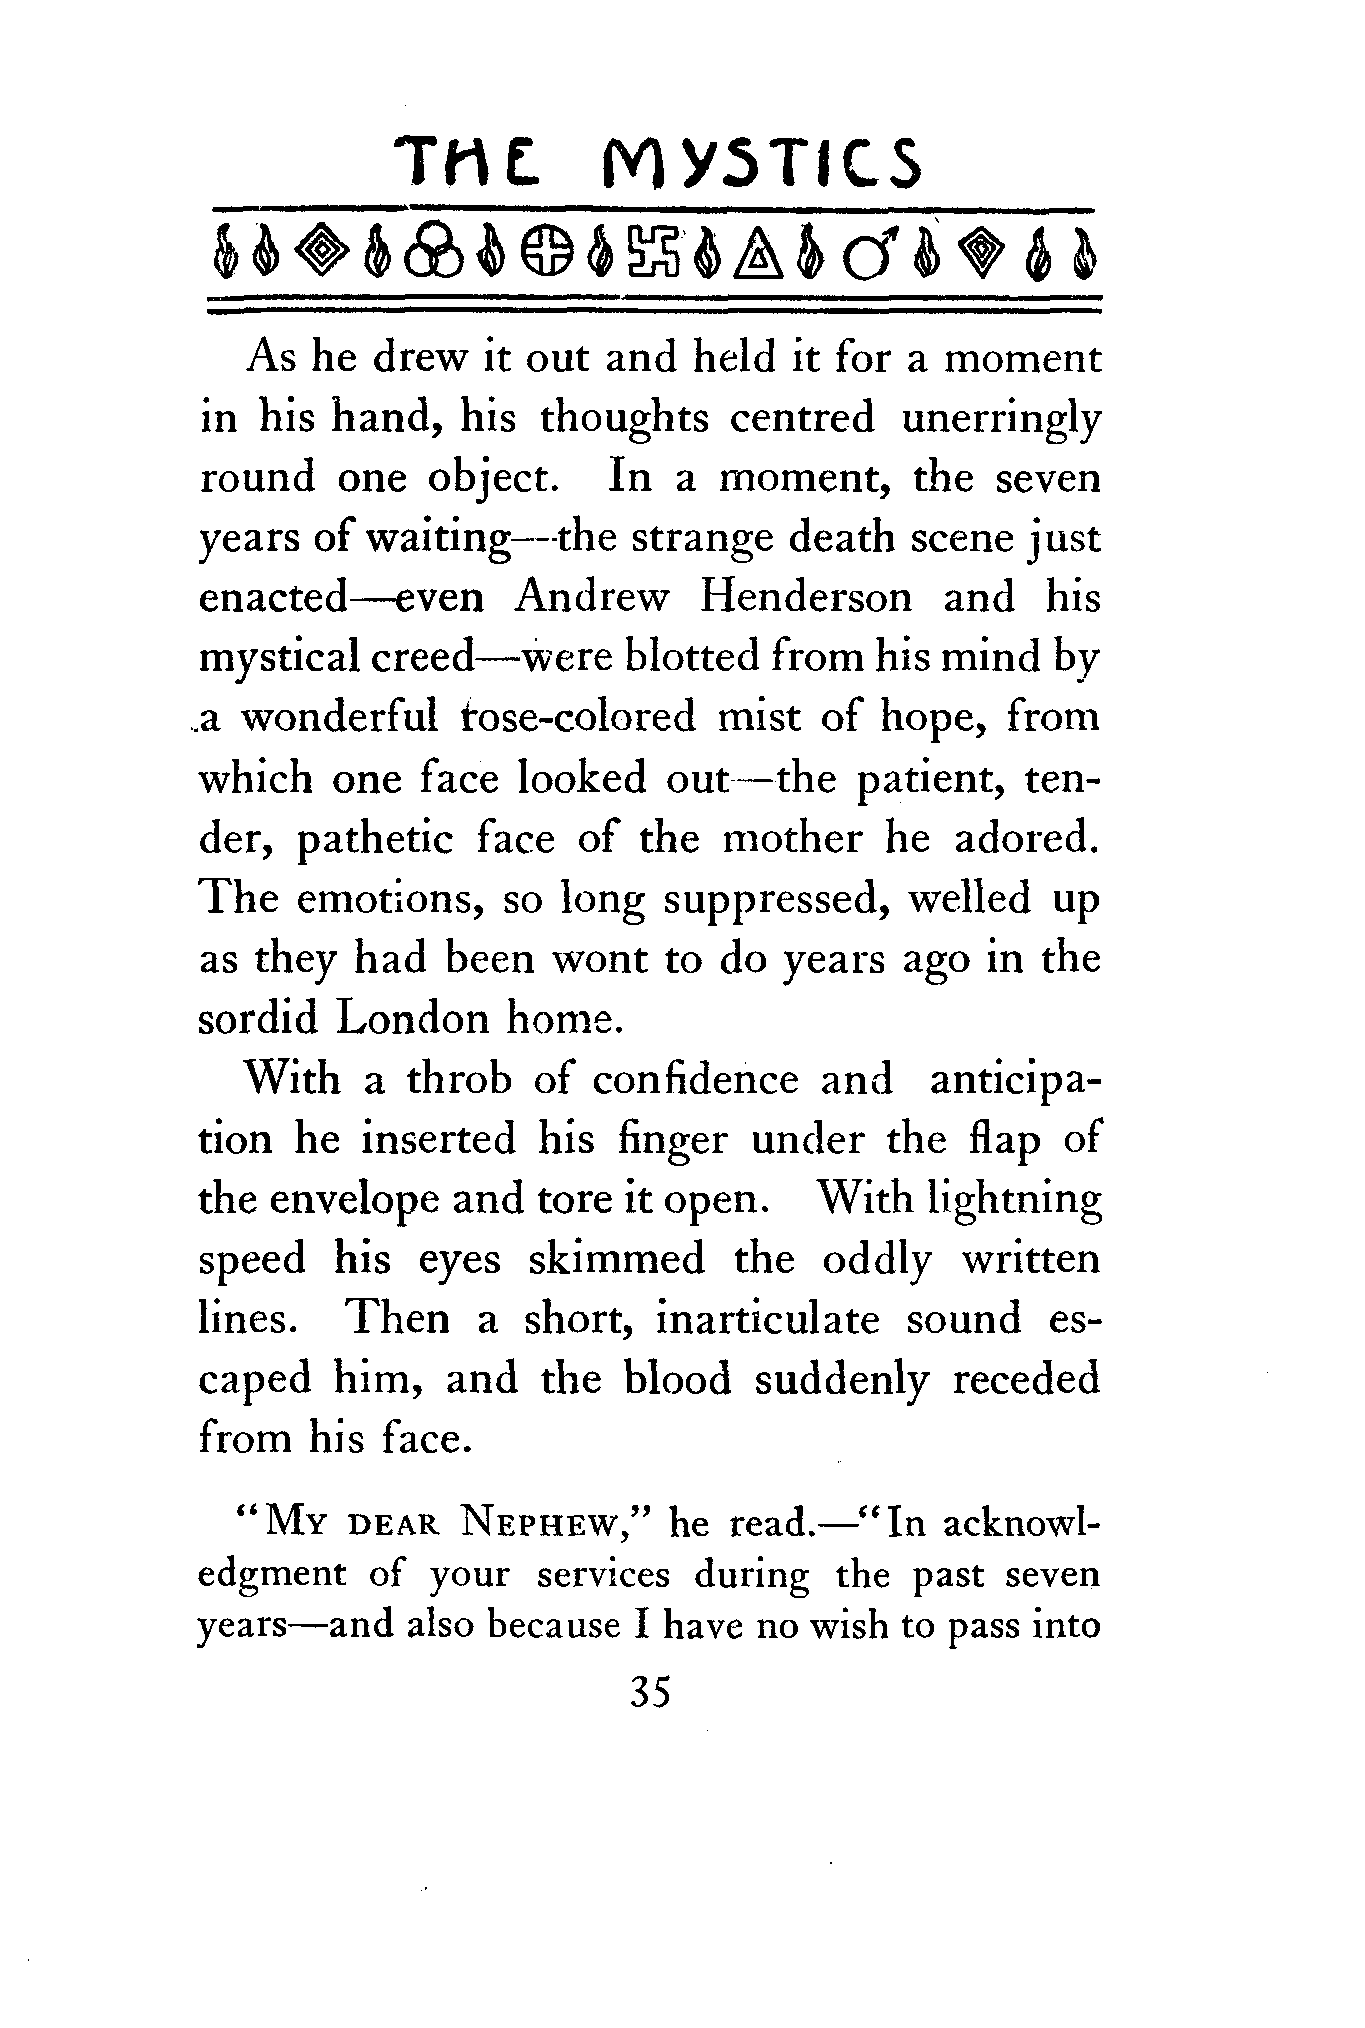 THE MYSTICS
As he drew it out and held it for a moment
in his hand, his thoughts centred unerringly
round one object. In a moment, the seven
years of waiting—the strange death scene just
enacted—even Andrew Henderson and his
mystical creed—were blotted from his mind by
a wonderful rose-colored mist of hope, from
which one face looked out—the patient, ten-
der, pathetic face of the mother he adored.
The emotions, so long suppressed, welled up
as they had been wont to do years ago in the
sordid London home.
With a throb of confidence and anticipa-
tion he inserted his finger under the flap of
the envelope and tore it open. With lightning
speed his eyes skimmed the oddly written
lines. Then a short, inarticulate sound es-
caped him, and the blood suddenly receded
from his face.
"MY DEAR NEPHEW," he read.—"In acknowl-
edgment of your services during the past seven
years—and also because I have no wish to pass into
35